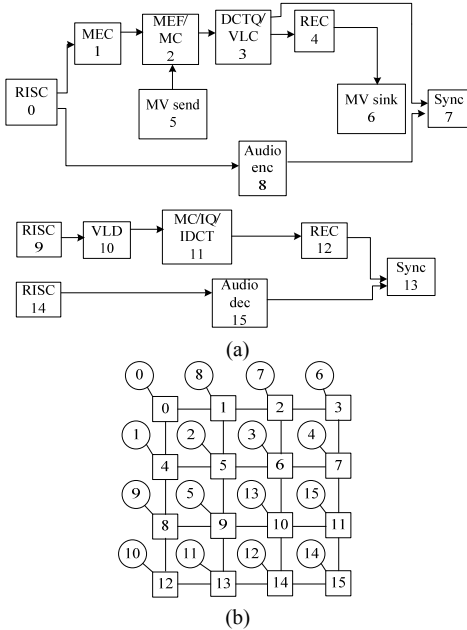 MEC
1
MEF/
MC
2
DCTQ/
VLC
3
REC
4
RISC
0
MV send
5
MV sink
6
Sync
7
Audio
enc
8
RISC
9
VLD
10
MC/IQ/
IDCT
11
REC
12
Sync
13
RISC
14
Audio
dec
15
(a)
0 8 7 6
0 1 2 3
1 2 3 4
4 5 6 7
9 5 13 15
8 9 10 11
10 11 12 14
12 13 14 15
(b)